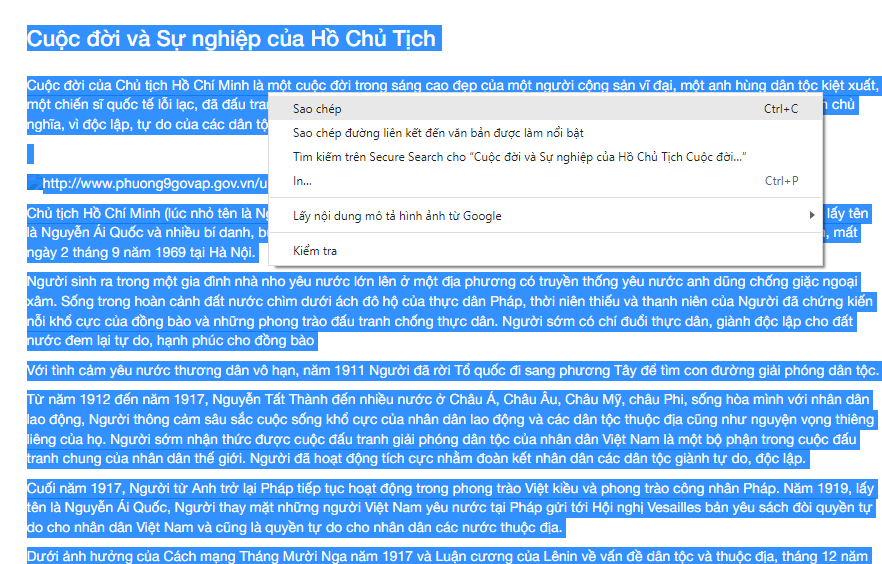 Cuộc đời và Sự nghiệp của Hồ Chủ Tịch
Cuộc đời của Chủ tịch Hồ Chí Minh là một cuộc đời trong sáng cao đẹp của một người cộng sản vĩ đại, một anh hùng dân tộc kiệt xuất,
một chiến sĩ quốc tế lỗi lạc, đã đấu tran chủ
nghĩa, vì độc lập, tự do của các dân tộ
Sao chép Ctrl+C
Sao chép đường liên kết đến văn bản được làm nổi bật
Tìm kiếm trên Secure Search cho “Cuộc đời và Sự nghiệp của Hồ Chủ Tịch Cuộc đời...”
In... Ctrl+P
Lấy nội dung mô tả hình ảnh từ Google
Kiểm tra
http://www.phuong9govap.gov.vn/u
Chủ tịch Hồ Chí Minh (lúc nhỏ tên là Ng lấy tên
là Nguyễn Ái Quốc và nhiều bí danh, b mất
ngày 2 tháng 9 năm 1969 tại Hà Nội.
Người sinh ra trong một gia đình nhà nho yêu nước lớn lên ở một địa phương có truyền thống yêu nước anh dũng chống giặc ngoại
xâm. Sống trong hoàn cảnh đất nước chìm dưới ách đô hộ của thực dân Pháp, thời niên thiếu và thanh niên của Người đã chứng kiến
nỗi khổ cực của đồng bào và những phong trào đấu tranh chống thực dân. Người sớm có chí đuổi thực dân, giành độc lập cho đất
nước đem lại tự do, hạnh phúc cho đồng bào
Với tình cảm yêu nước thương dân vô hạn, năm 1911 Người đã rời Tổ quốc đi sang phương Tây để tìm con đường giải phóng dân tộc.
Từ năm 1912 đến năm 1917, Nguyễn Tất Thành đến nhiều nước ở Châu Á, Châu Âu, Châu Mỹ, châu Phi, sống hòa mình với nhân dân
lao động, Người thông cảm sâu sắc cuộc sống khổ cực của nhân dân lao động và các dân tộc thuộc địa cũng như nguyện vọng thiêng
liêng của họ. Người sớm nhận thức được cuộc đấu tranh giải phóng dân tộc của nhân dân Việt Nam là một bộ phận trong cuộc đấu
tranh chung của nhân dân thế giới. Người đã hoạt động tích cực nhằm đoàn kết nhân dân các dân tộc giành tự do, độc lập.
Cuối năm 1917, Người từ Anh trở lại Pháp tiếp tục hoạt động trong phong trào Việt kiều và phong trào công nhân Pháp. Năm 1919, lấy
tên là Nguyễn Ái Quốc, Người thay mặt những người Việt Nam yêu nước tại Pháp gửi tới Hội nghị Vesailles bản yêu sách đòi quyền tự
do cho nhân dân Việt Nam và cũng là quyền tự do cho nhân dân các nước thuộc địa.
Dưới ảnh hưởng của Cách mạng Tháng Mười Nga năm 1917 và Luận cương của Lênin về vấn đề dân tộc và thuộc địa, tháng 12 năm